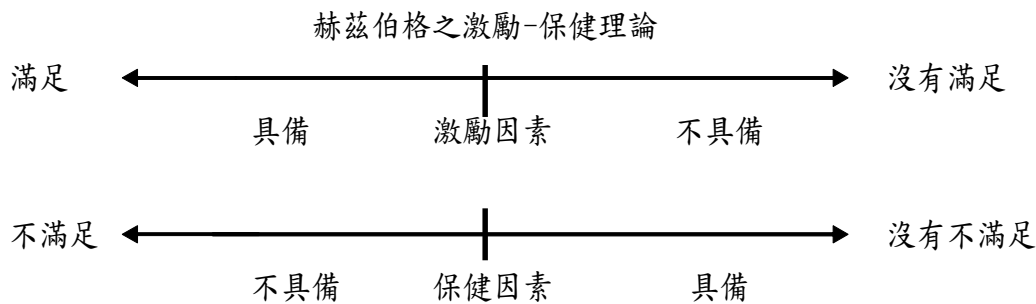 赫茲伯格之激勵-保健理論
滿足 沒有滿足
具備 激勵因素 不具備
不滿足 沒有不滿足
不具備 保健因素 具備